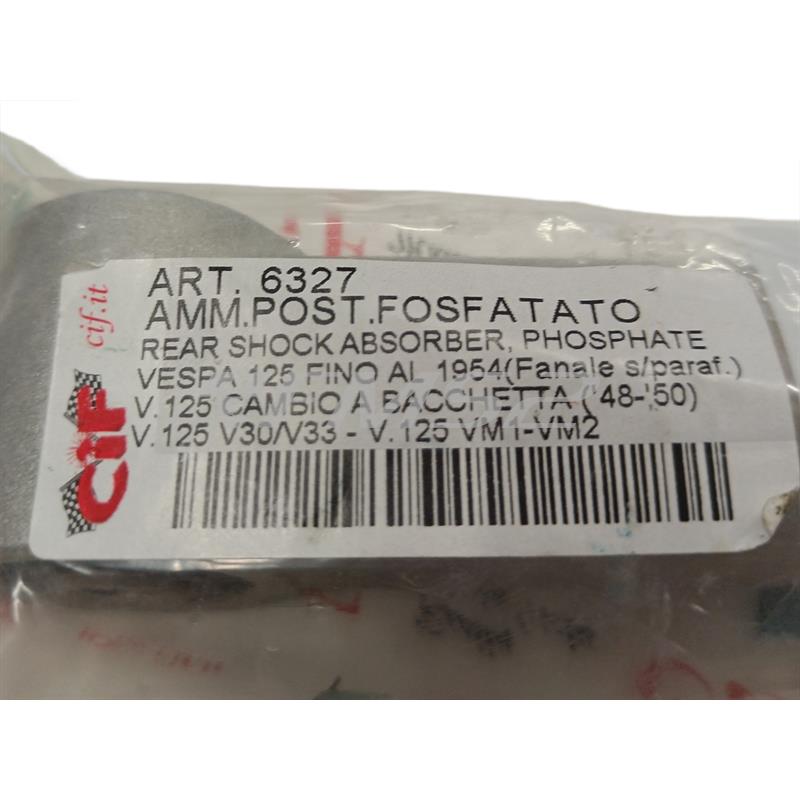 ART. 6327
AMM.POST.FOSFATATO
REAR SHOCK ABSORBER, PHOSPHATE
VESPA 125 FINO AL 1954(Fanale s/paraf.)
V.125 CAMBIO A BACCHETTA ('48-'50)
V.125 V30/V33 - V.125 VM1-VM2
cif.it
CiF